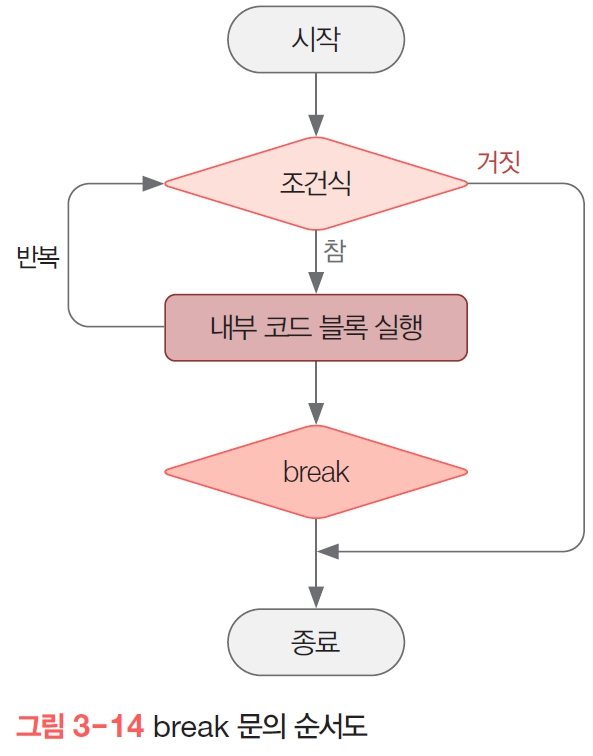 시작
조건식
거짓
참
반복
내부 코드 블록 실행
break
종료
그림 3-14 break 문의 순서도